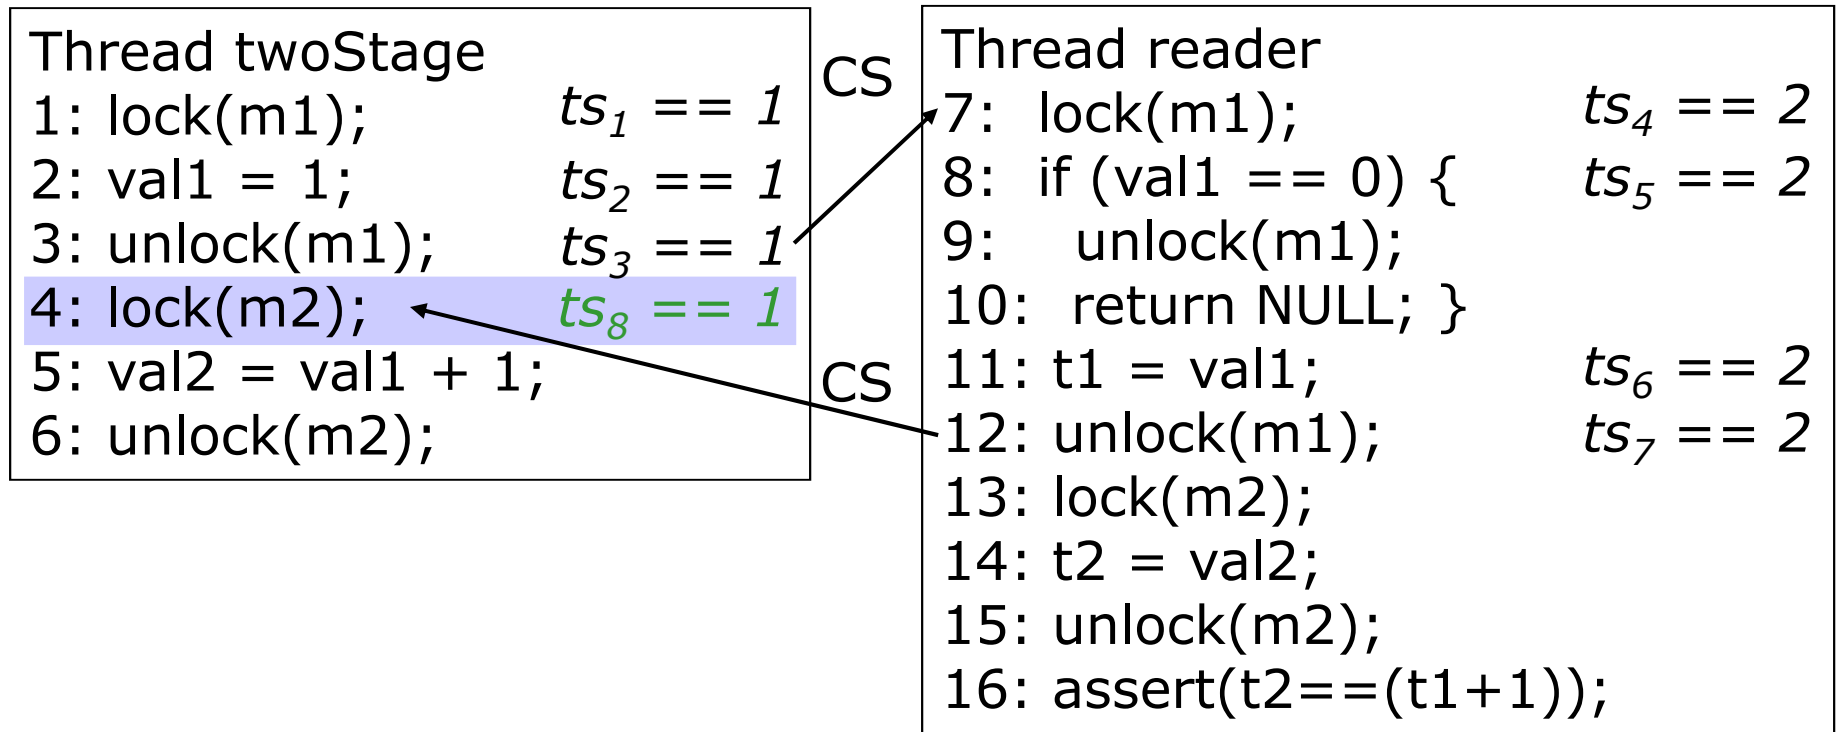 Thread twoStage
1: lock(m1); ts1 == 1
2: val1 = 1; ts2 == 1
3: unlock(m1); ts3 == 1
4: lock(m2); ts8 == 1
5: val2 = val1 + 1;
6: unlock(m2);
CS
CS
Thread reader
7: lock(m1); ts4 == 2
8: if (val1 == 0) { ts5 == 2
9: unlock(m1);
10: return NULL; }
11: t1 = val1; ts6 == 2
12: unlock(m1); ts7 == 2
13: lock(m2);
14: t2 = val2;
15: unlock(m2);
16: assert(t2==(t1+1));